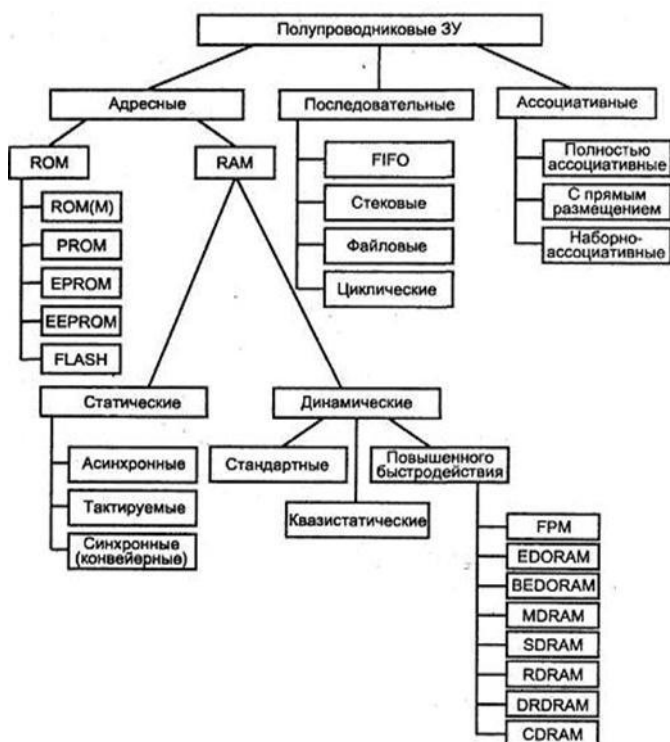 Полупроводниковые ЗУ
Адресные
Последовательные
Ассоциативные
ROM
RAM
ROM(M)
PROM
EPROM
EEPROM
FLASH
FIFO
Стековые
Файловые
Циклические
Полностью
ассоциативные
С прямым
размещением
Наборно-
ассоциативные
Статические
Динамические
Асинхронные
Тактируемые
Синхронные
(конвейерные)
Стандартные
Квазистатические
Повышенного
быстродействия
FPM
EDORAM
BEDORAM
MDRAM
SDRAM
RDRAM
DRDRAM
CDRAM